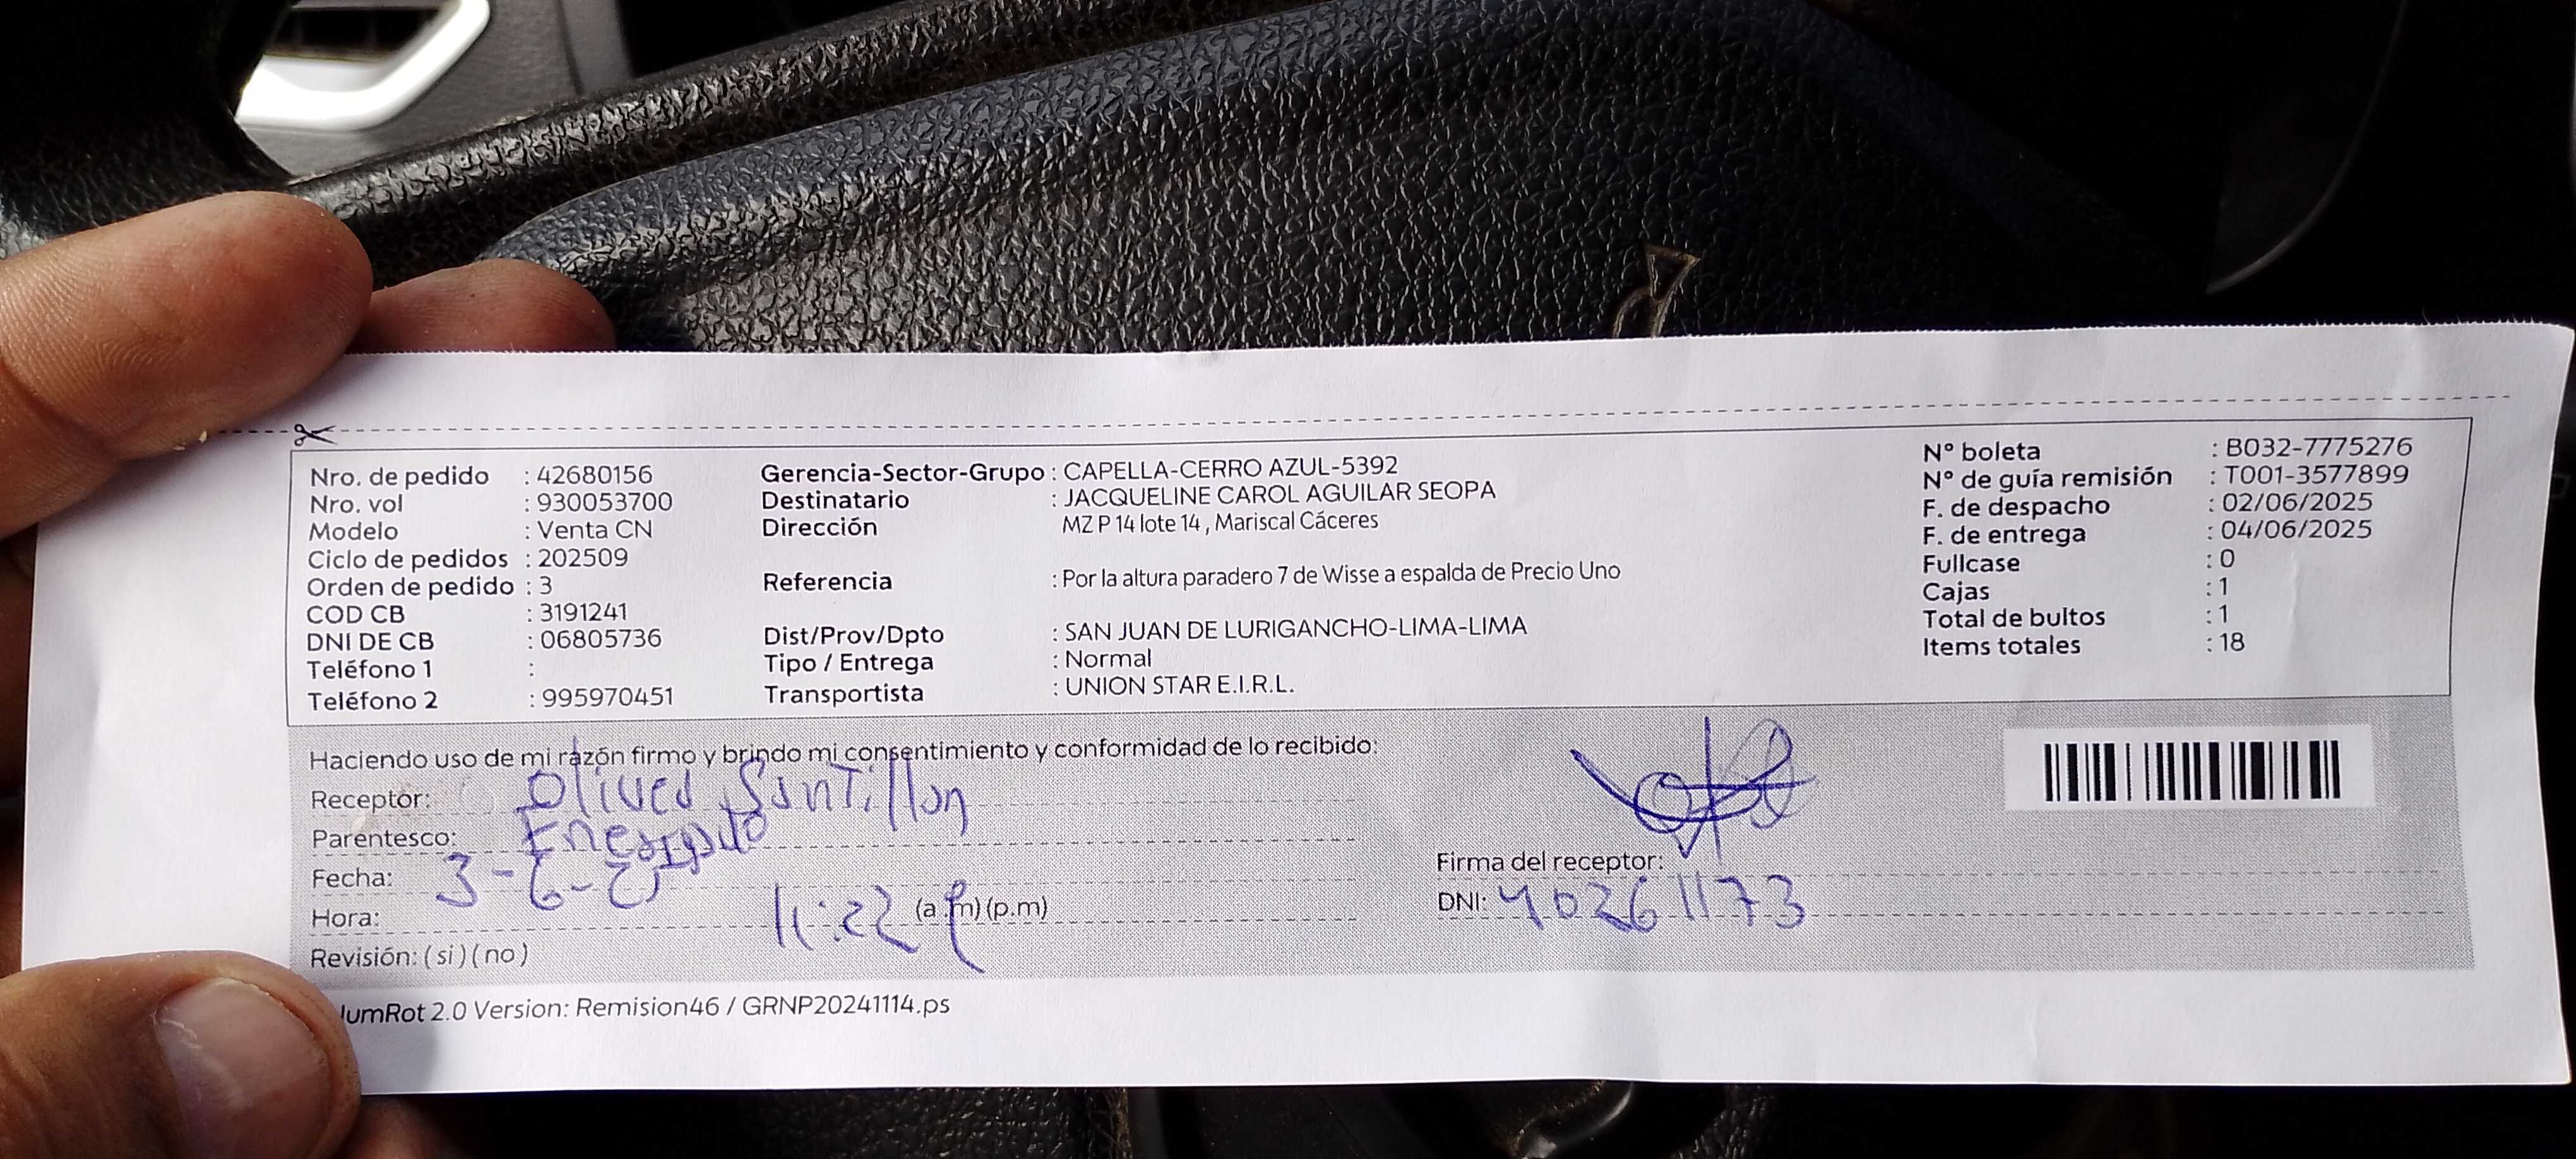 Nro. de pedido : 42680156
Nro. vol : 930053700
Modelo : Venta CN
Ciclo de pedidos : 202509
Orden de pedido : 3
COD CB : 3191241
DNI DE CB : 06805736
Teléfono 1 :
Teléfono 2 : 995970451
Gerencia-Sector-Grupo : CAPELLA-CERRO AZUL-5392
Destinatario : JACQUELINE CAROL AGUILAR SEOPA
Dirección MZ P 14 lote 14 , Mariscal Cáceres
Referencia : Por la altura paradero 7 de Wisse a espalda de Precio Uno
Dist/Prov/Dpto : SAN JUAN DE LURIGANCHO-LIMA-LIMA
Tipo / Entrega : Normal
Transportista : UNION STAR E.I.R.L.
N° boleta : B032-7775276
N° de guía remisión : T001-3577899
F. de despacho : 02/06/2025
F. de entrega : 04/06/2025
Fullcase : 0
Cajas : 1
Total de bultos : 1
Items totales : 18
Haciendo uso de mi razón firmo y brindo mi consentimiento y conformidad de lo recibido:
Receptor: SanTillan
Parentesco:
Fecha: 3-6-25
Hora: 11:22 (a.m) (p.m)
Revisión: ( si ) ( no )
Firma del receptor:
DNI: 40261173
umRot 2.0 Version: Remision46 / GRNP20241114.ps